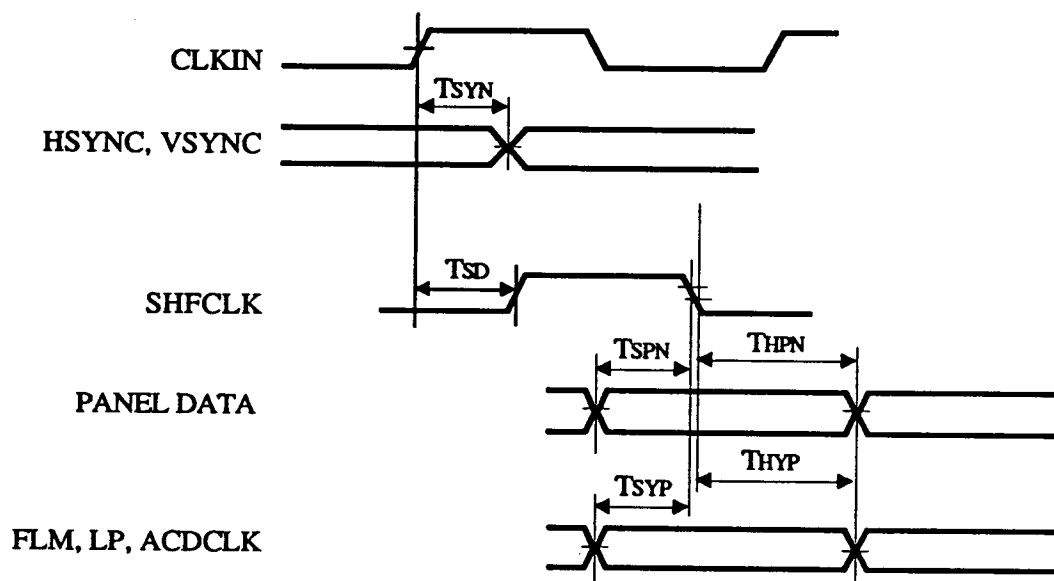 CLKIN
TSYN
HSYNC, VSYNC
TSD
SHFCLK
TSPN
THPN
PANEL DATA
THYP
TSYP
FLM, LP, ACDCLK